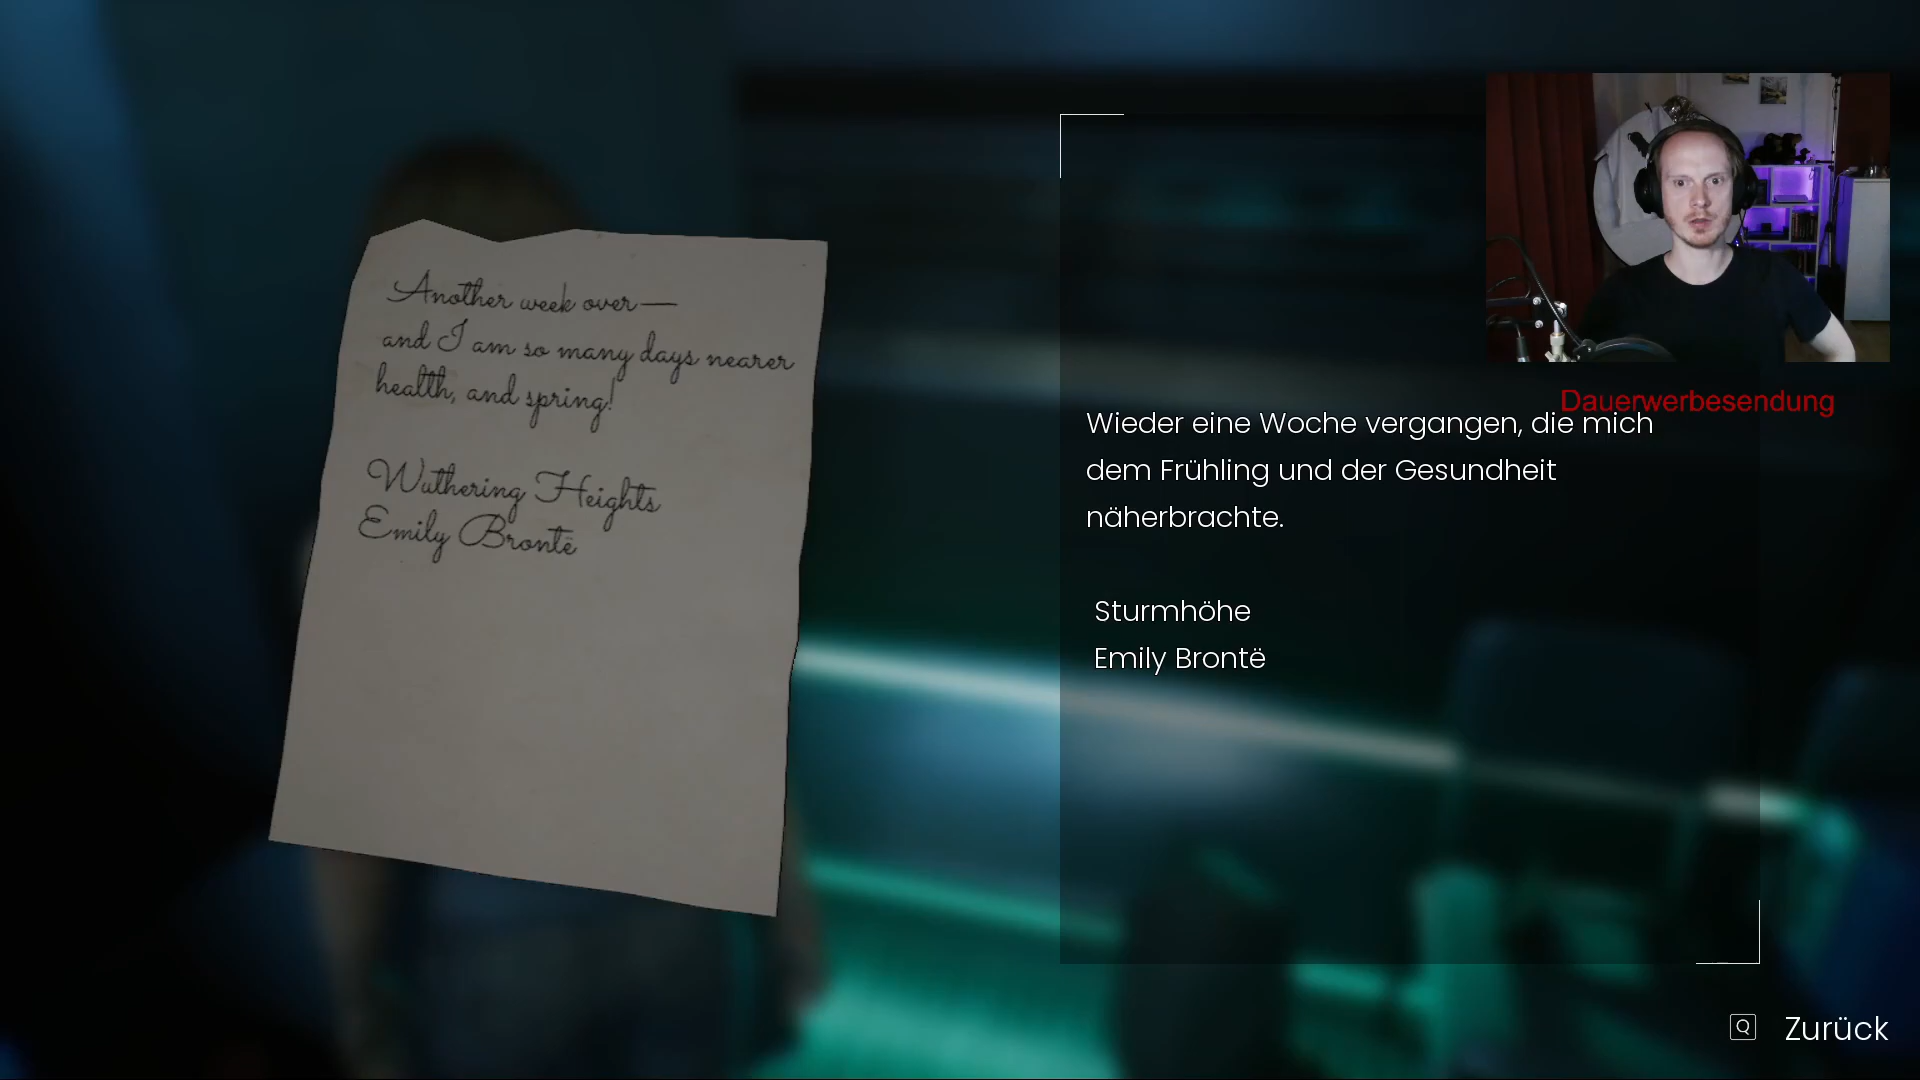 Another week over—
and I am so many days nearer
health, and spring!
Wuthering Heights
Emily Brontë
Dauerwerbesendung
Wieder eine Woche vergangen, die mich
dem Frühling und der Gesundheit
näherbrachte.
Sturmhöhe
Emily Brontë
Q Zurück